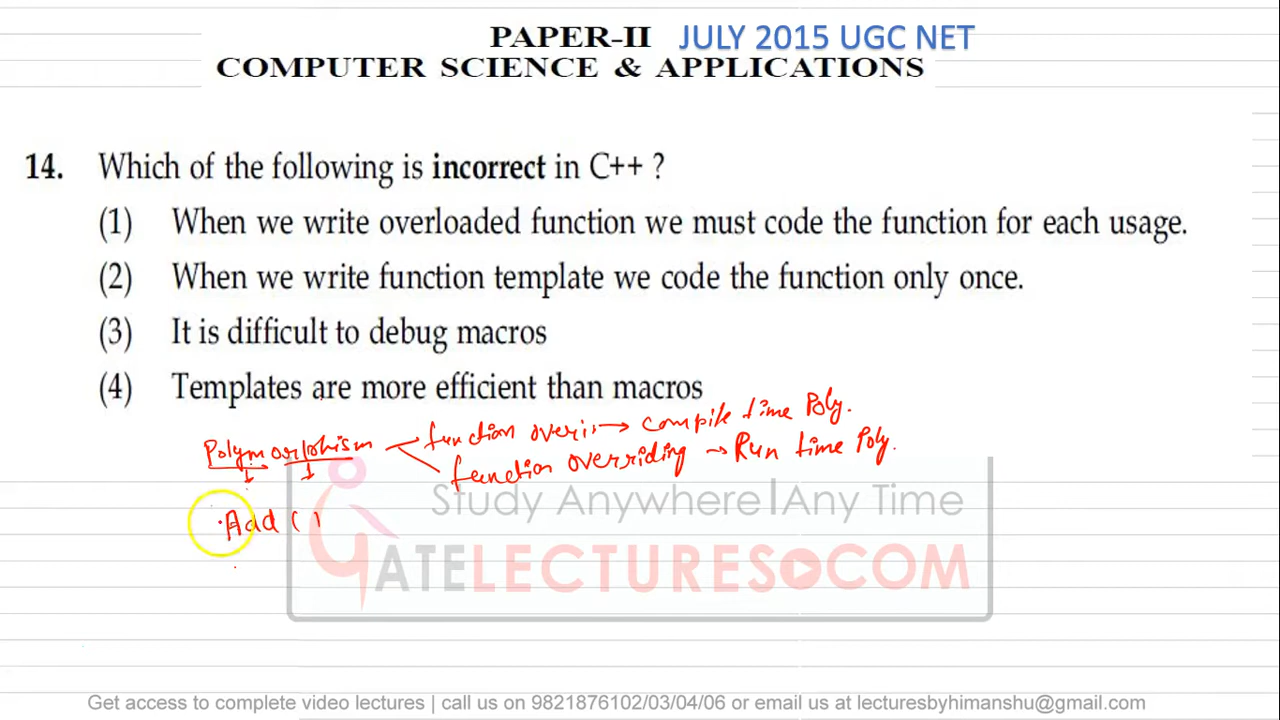 PAPER-II JULY 2015 UGC NET
COMPUTER SCIENCE & APPLICATIONS
14. Which of the following is incorrect in C++ ?
(1) When we write overloaded function we must code the function for each usage.
(2) When we write function template we code the function only once.
(3) It is difficult to debug macros
(4) Templates are more efficient than macros
Polymorphism function → compile time Poly.
function overriding → Run time Poly.
Study Anywhere | Any Time
Add ( )
GATELECTURES.COM
Get access to complete video lectures | call us on 9821876102/03/04/06 or email us at lecturesbyhimanshu@gmail.com